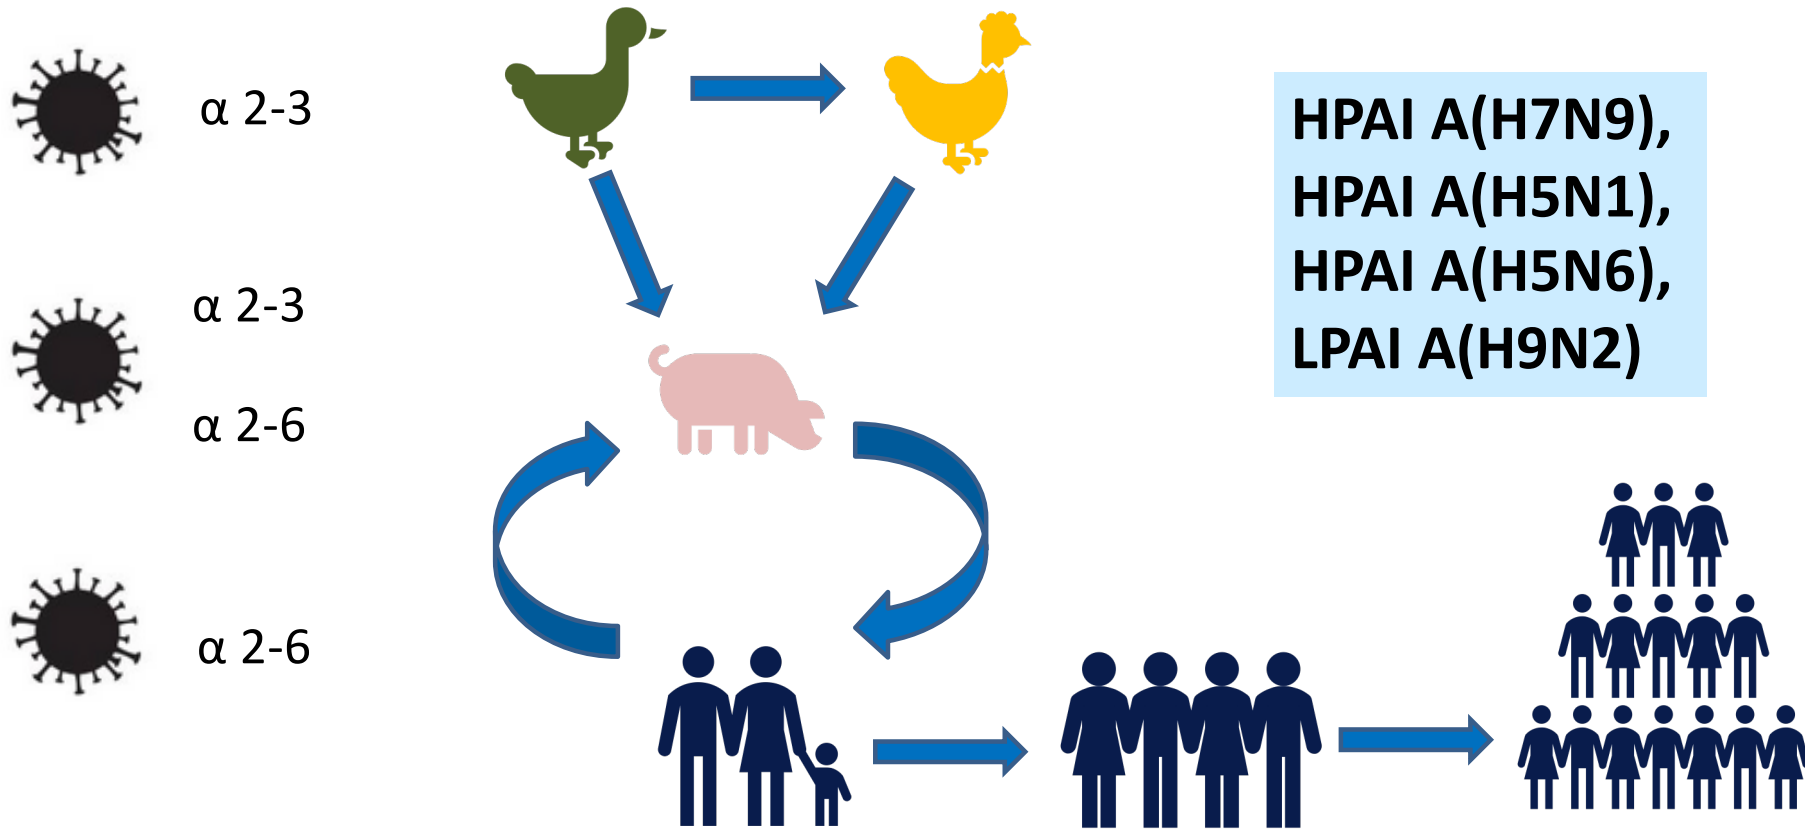 α 2-3
α 2-3
α 2-6
α 2-6
HPAI A(H7N9),
HPAI A(H5N1),
HPAI A(H5N6),
LPAI A(H9N2)